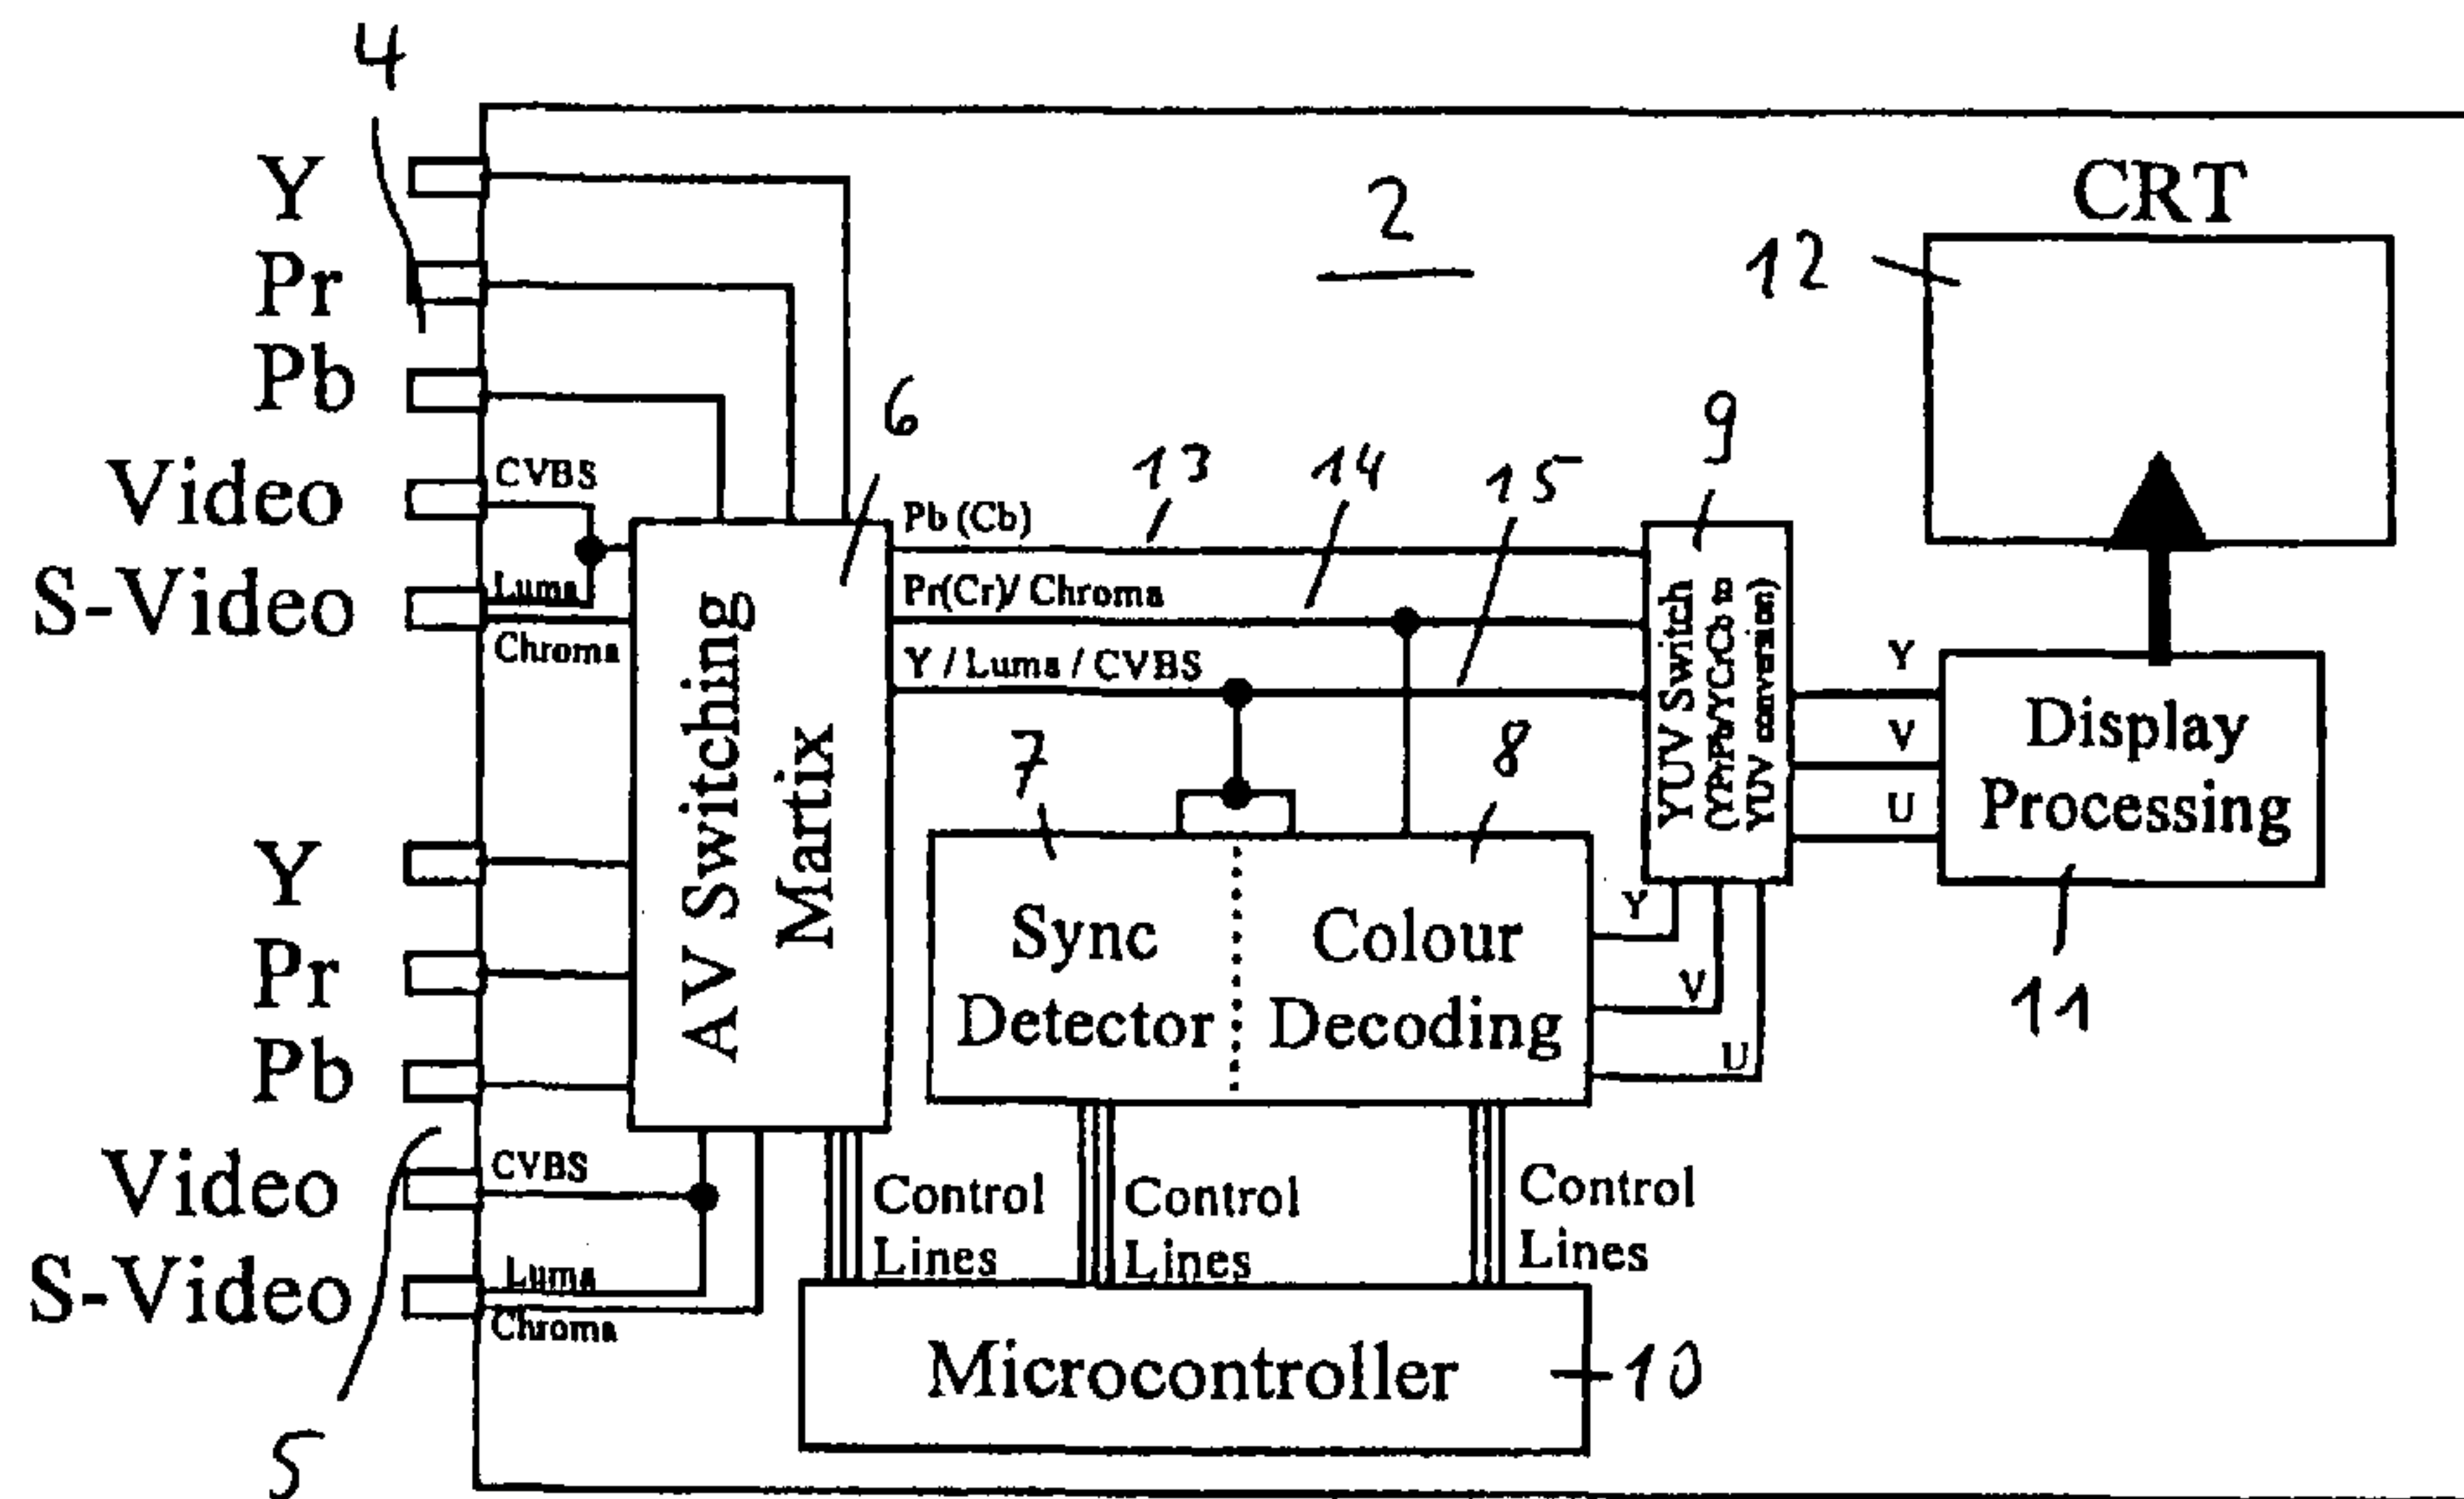 4
Y
Pr
Pb
Video
S-Video
CVBS
Luma
Chroma
2
CRT
12
6
13
14
15
9
Pb (Cb)
Pr(Cr)/ Chroma
Y / Luma / CVBS
AV Switching
Martix
YUV Switch
YUV conversion)
Y
V
U
Display
Processing
11
7
8
Sync
Detector
Colour
Decoding
Y
V
U
Y
Pr
Pb
Video
S-Video
CVBS
Luma
Chroma
5
Control
Lines
Control
Lines
Control
Lines
Microcontroller
10